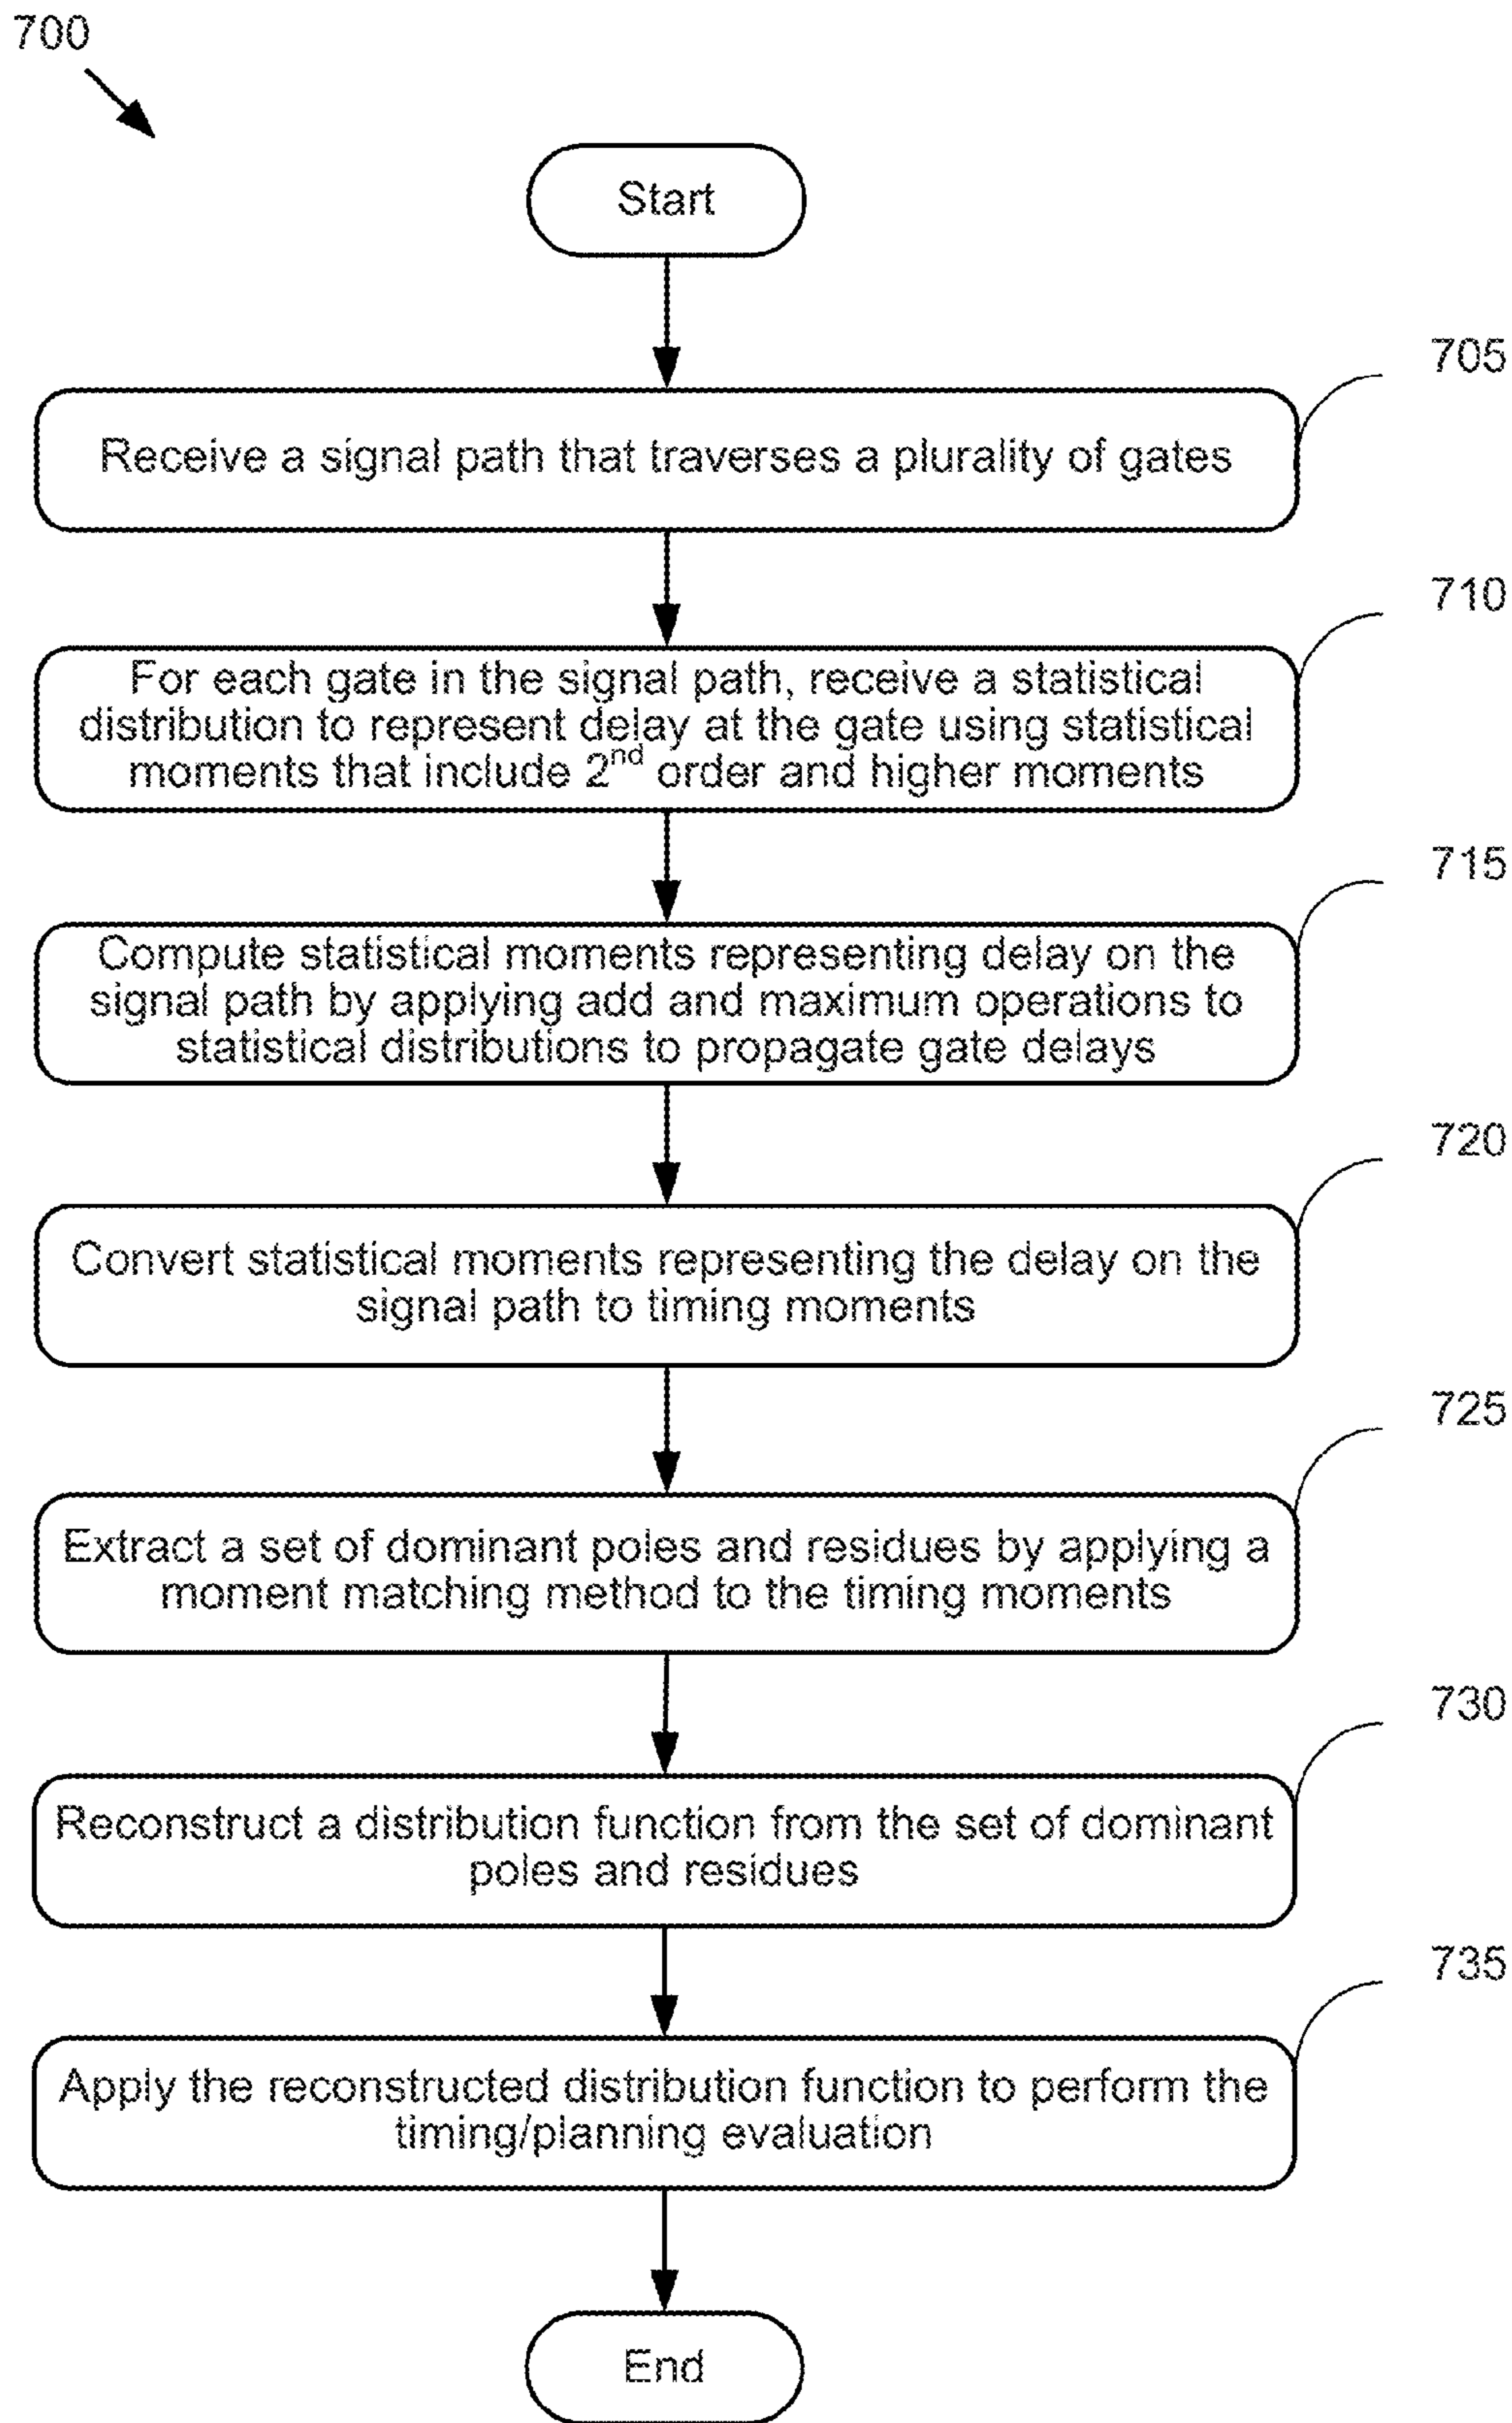 700
Start
705
Receive a signal path that traverses a plurality of gates
710
For each gate in the signal path, receive a statistical
distribution to represent delay at the gate using statistical
moments that include 2nd order and higher moments
715
Compute statistical moments representing delay on the
signal path by applying add and maximum operations to
statistical distributions to propagate gate delays
720
Convert statistical moments representing the delay on the
signal path to timing moments
725
Extract a set of dominant poles and residues by applying a
moment matching method to the timing moments
730
Reconstruct a distribution function from the set of dominant
poles and residues
735
Apply the reconstructed distribution function to perform the
timing/planning evaluation
End